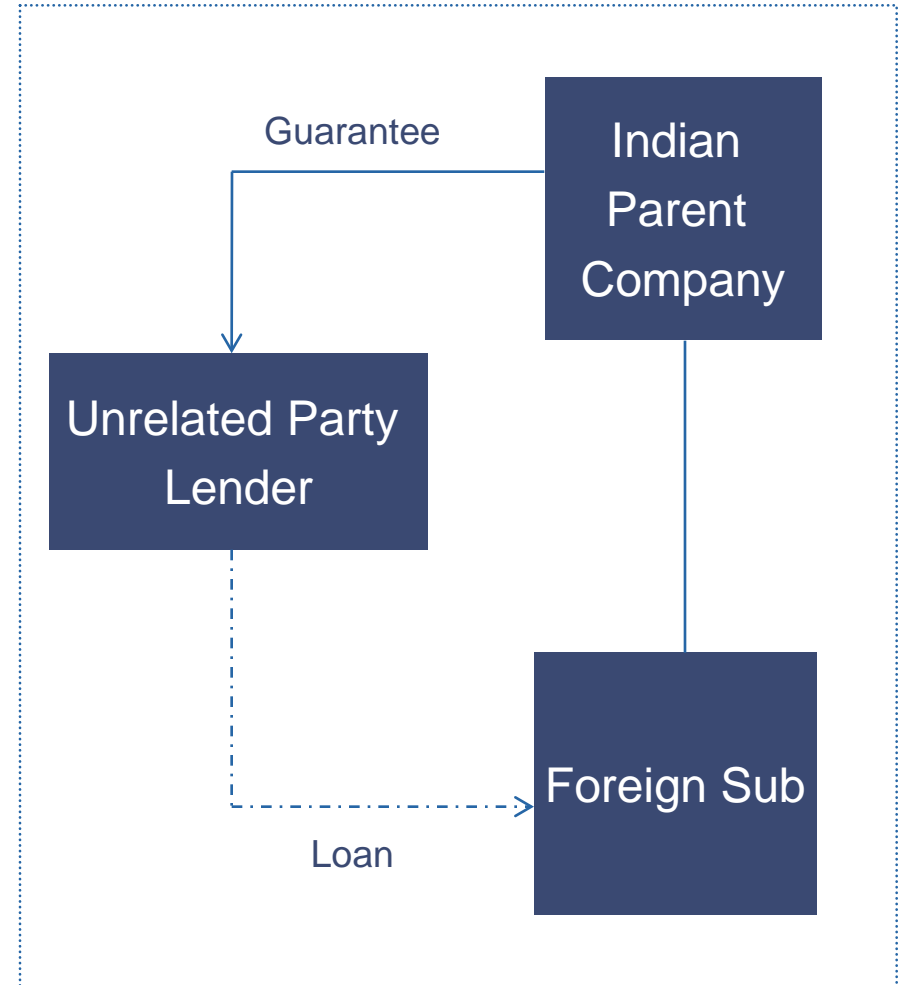 Guarantee
Indian
Parent
Company
Unrelated Party
Lender
Foreign Sub
Loan